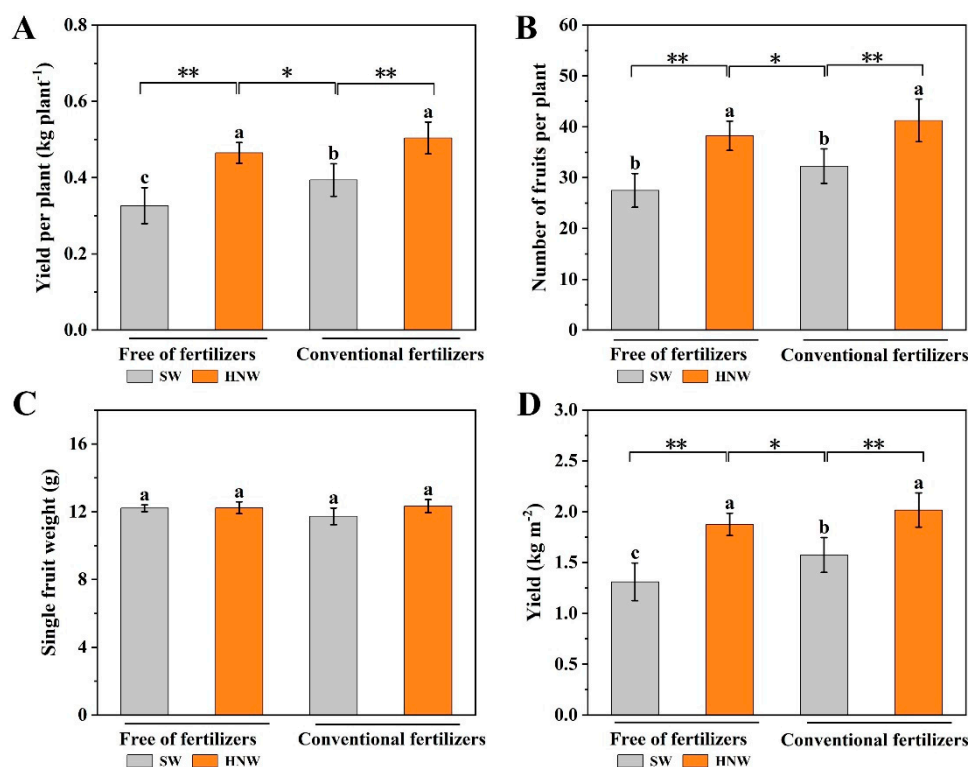 A
Yield per plant (kg plant⁻¹)
0.8
0.6
0.4
0.2
0.0
** * **
c a b a
Free of fertilizers Conventional fertilizers
SW HNW
B
Number of fruits per plant
60
50
40
30
20
10
0
** * **
b a b a
Free of fertilizers Conventional fertilizers
SW HNW
C
Single fruit weight (g)
16
12
8
4
0
a a a a
Free of fertilizers Conventional fertilizers
SW HNW
D
Yield (kg m⁻²)
3.0
2.5
2.0
1.5
1.0
0.5
0.0
** * **
c a b a
Free of fertilizers Conventional fertilizers
SW HNW